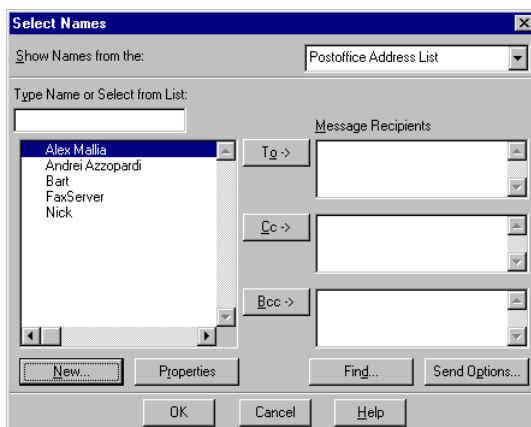 Select Names
Show Names from the:
Postoffice Address List
Type Name or Select from List:
Message Recipients
Alex Mallia
Andrei Azzopardi
Bart
FaxServer
Nick
To ->
Cc ->
Bcc ->
New...
Properties
Find...
Send Options...
OK
Cancel
Help